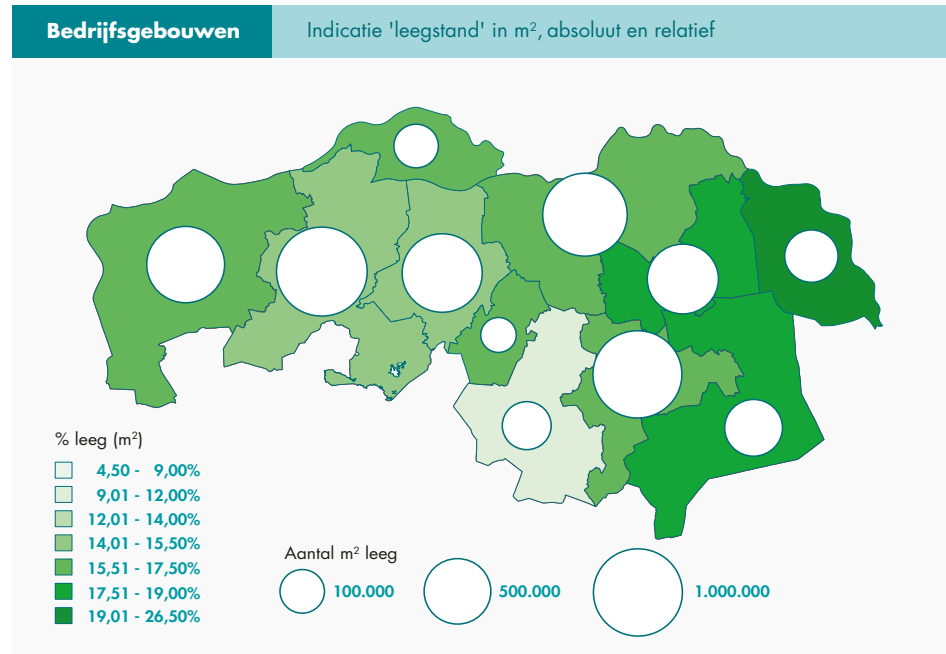 Bedrijfsgebouwen
Indicatie 'leegstand' in m², absoluut en relatief
% leeg (m²)
4,50 - 9,00%
9,01 - 12,00%
12,01 - 14,00%
14,01 - 15,50%
15,51 - 17,50%
17,51 - 19,00%
19,01 - 26,50%
Aantal m² leeg
100.000
500.000
1.000.000